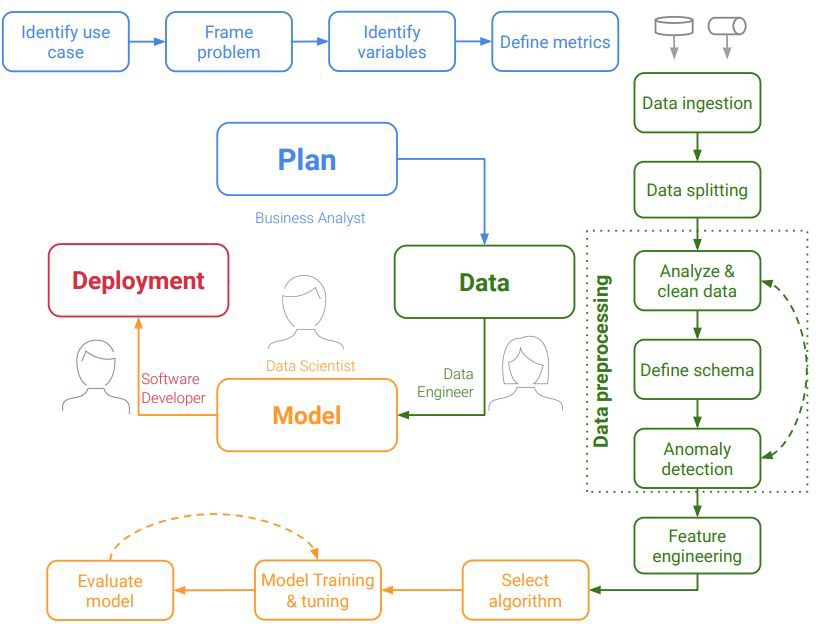 Identify use
case
Frame
problem
Identify
variables
Define metrics
Data ingestion
Data splitting
Data preprocessing
Analyze &
clean data
Define schema
Anomaly
detection
Feature
engineering
Plan
Business Analyst
Data
Data
Engineer
Deployment
Software
Developer
Data Scientist
Model
Select
algorithm
Model Training
& tuning
Evaluate
model